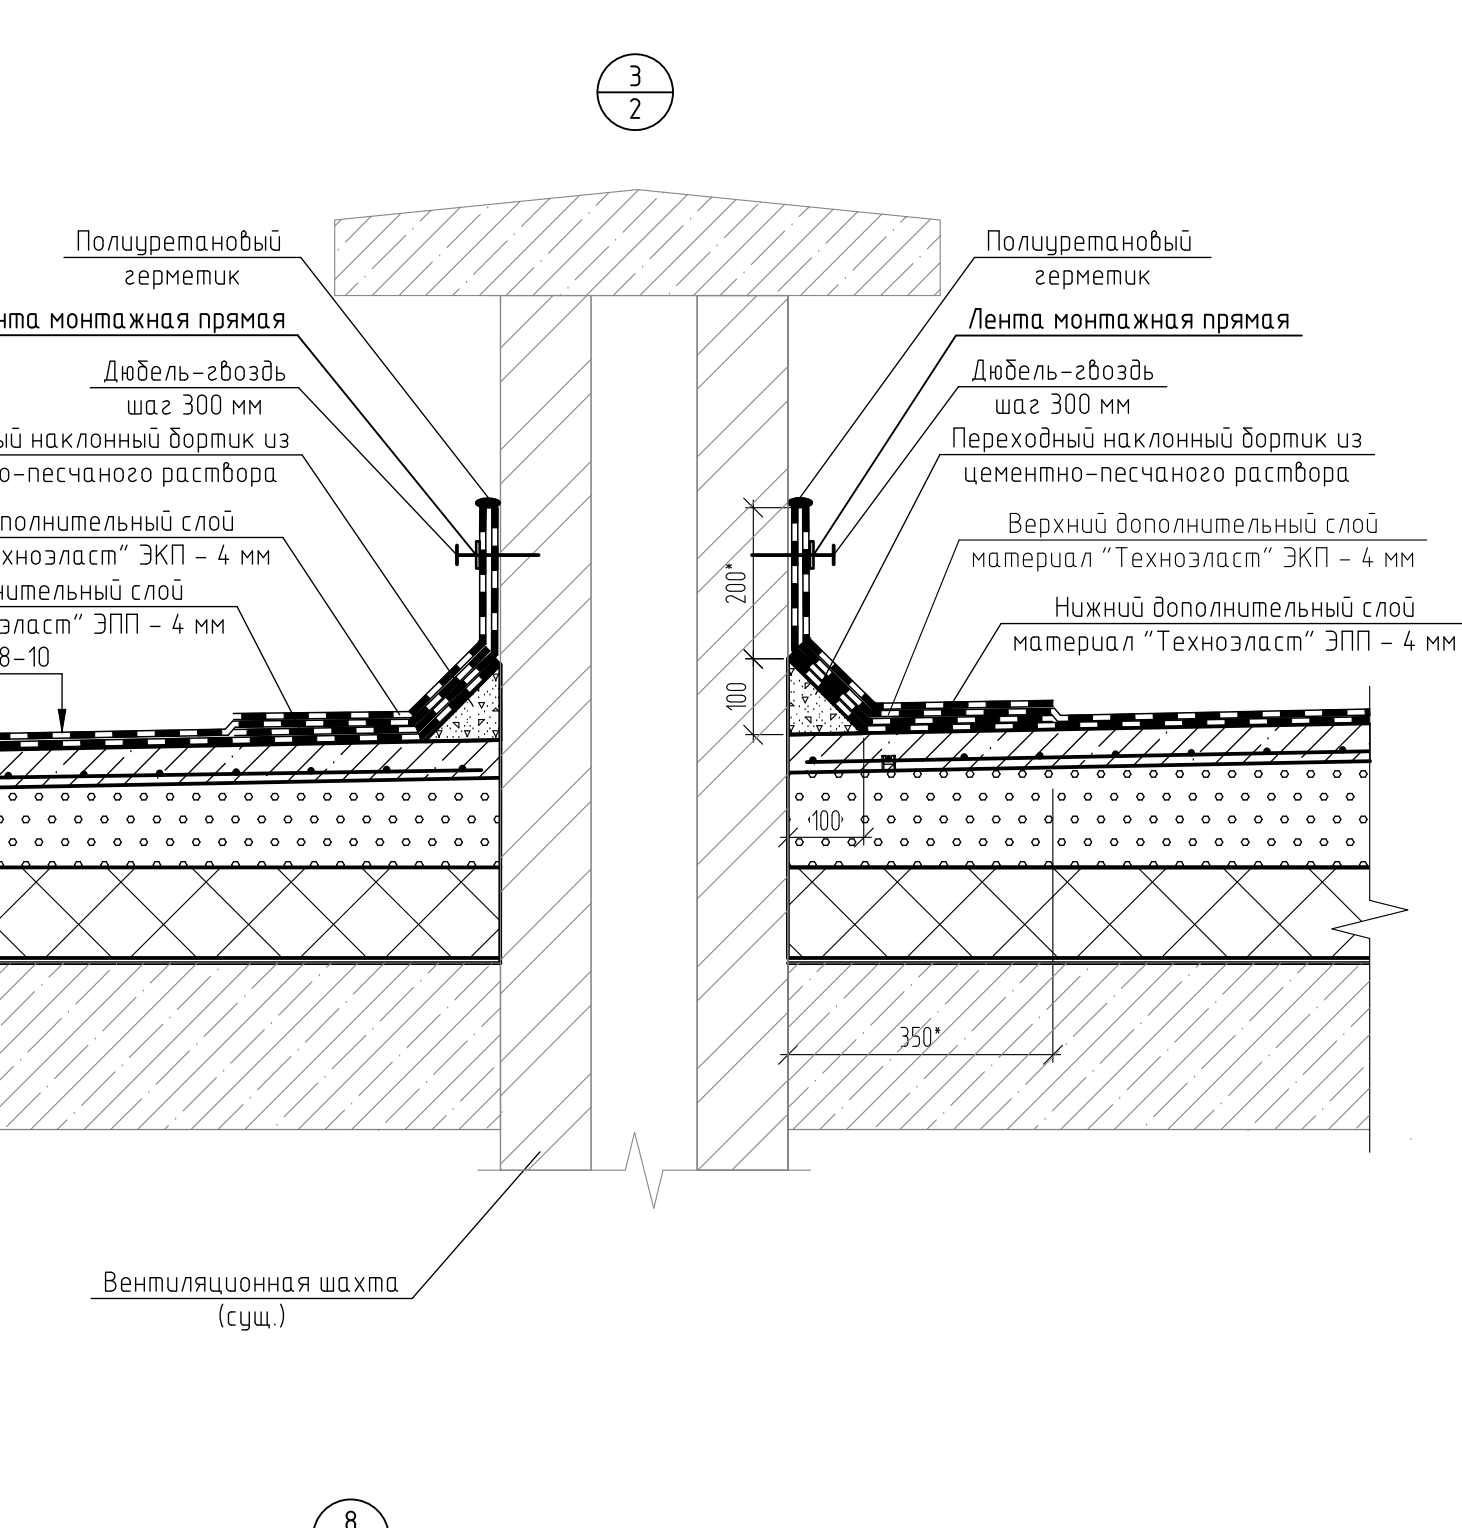 3
2
Полиуретановый
герметик
нта монтажная прямая
Дюбель-гвоздь
шаг 300 мм
ый наклонный бортик из
о-песчаного раствора
полнительный слой
хноэласт" ЭКП - 4 мм
нительный слой
эласт" ЭПП - 4 мм
8-10
Полиуретановый
герметик
Лента монтажная прямая
Дюбель-гвоздь
шаг 300 мм
Переходный наклонный бортик из
цементно-песчаного раствора
Верхний дополнительный слой
материал "Техноэласт" ЭКП - 4 мм
Нижний дополнительный слой
материал "Техноэласт" ЭПП - 4 мм
200*
100
100
350*
Вентиляционная шахта
(сущ.)
8